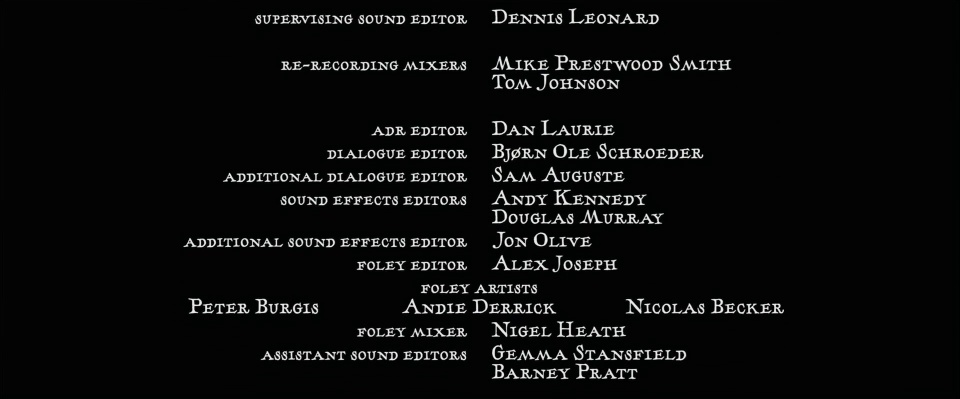 SUPERVISING SOUND EDITOR DENNIS LEONARD
RE-RECORDING MIXERS MIKE PRESTWOOD SMITH
TOM JOHNSON
ADR EDITOR DAN LAURIE
DIALOGUE EDITOR BJØRN OLE SCHROEDER
ADDITIONAL DIALOGUE EDITOR SAM AUGUSTE
SOUND EFFECTS EDITORS ANDY KENNEDY
DOUGLAS MURRAY
ADDITIONAL SOUND EFFECTS EDITOR JON OLIVE
FOLEY EDITOR ALEX JOSEPH
FOLEY ARTISTS
PETER BURGIS ANDIE DERRICK NICOLAS BECKER
FOLEY MIXER NIGEL HEATH
ASSISTANT SOUND EDITORS GEMMA STANSFIELD
BARNEY PRATT